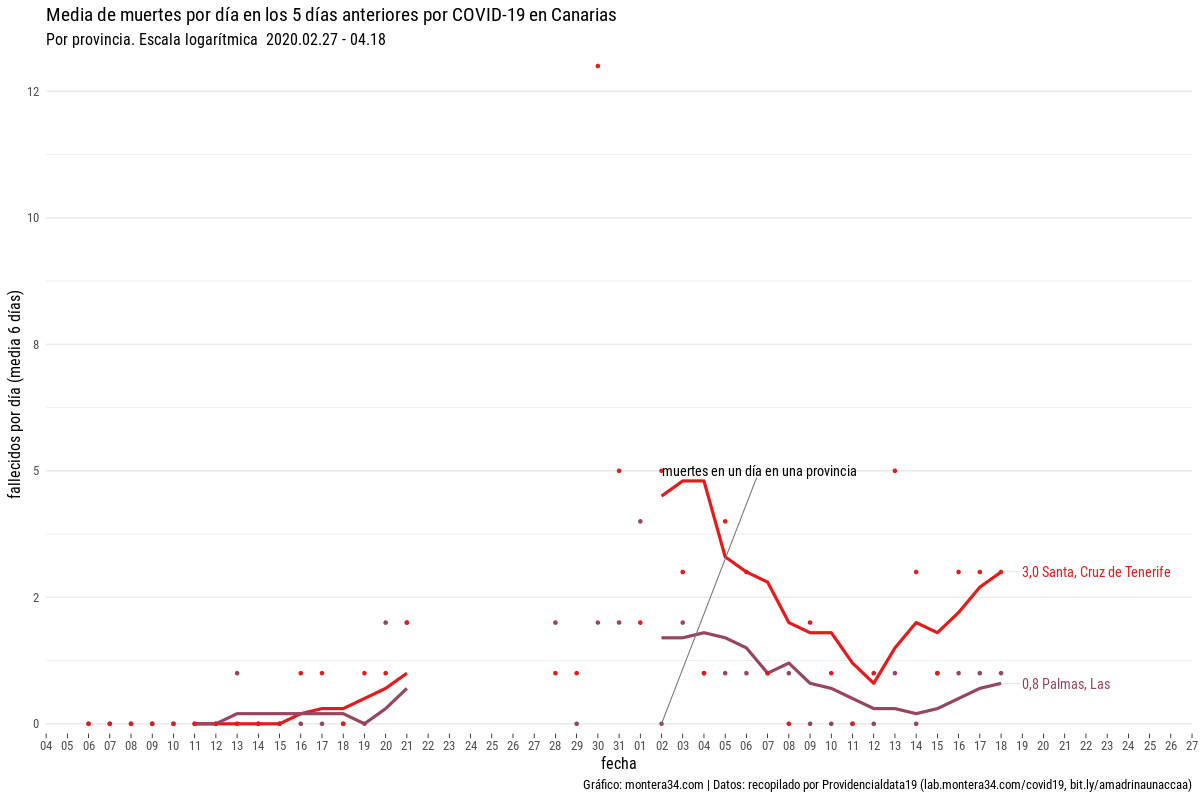 Media de muertes por día en los 5 días anteriores por COVID-19 en Canarias
Por provincia. Escala logarítmica 2020.02.27 - 04.18
12
10
8
5
2
0
fallecidos por día (media 6 días)
muertes en un día en una provincia
3,0 Santa, Cruz de Tenerife
0,8 Palmas, Las
04 05 06 07 08 09 10 11 12 13 14 15 16 17 18 19 20 21 22 23 24 25 26 27 28 29 30 31 01 02 03 04 05 06 07 08 09 10 11 12 13 14 15 16 17 18 19 20 21 22 23 24 25 26 27
fecha
Gráfico: montera34.com | Datos: recopilado por Providencialdata19 (lab.montera34.com/covid19, bit.ly/amadrinaunaccaa)